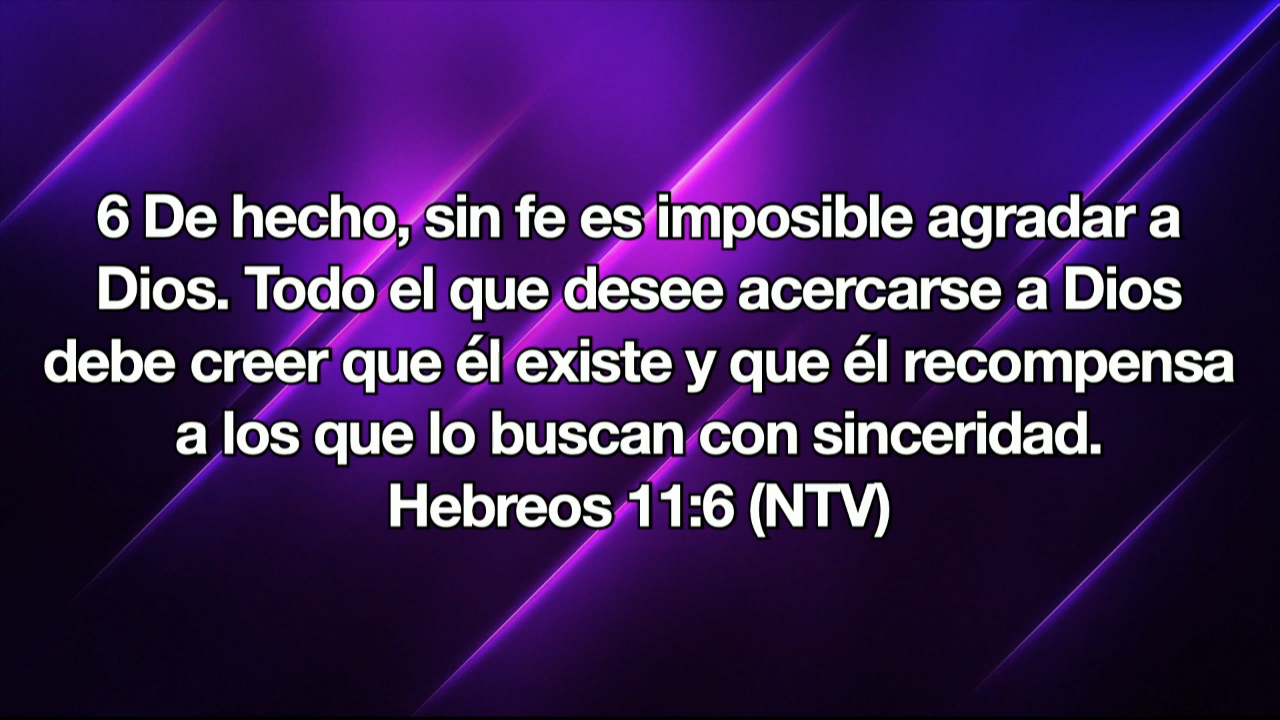 6 De hecho, sin fe es imposible agradar a
Dios. Todo el que desee acercarse a Dios
debe creer que él existe y que él recompensa
a los que lo buscan con sinceridad.
Hebreos 11:6 (NTV)